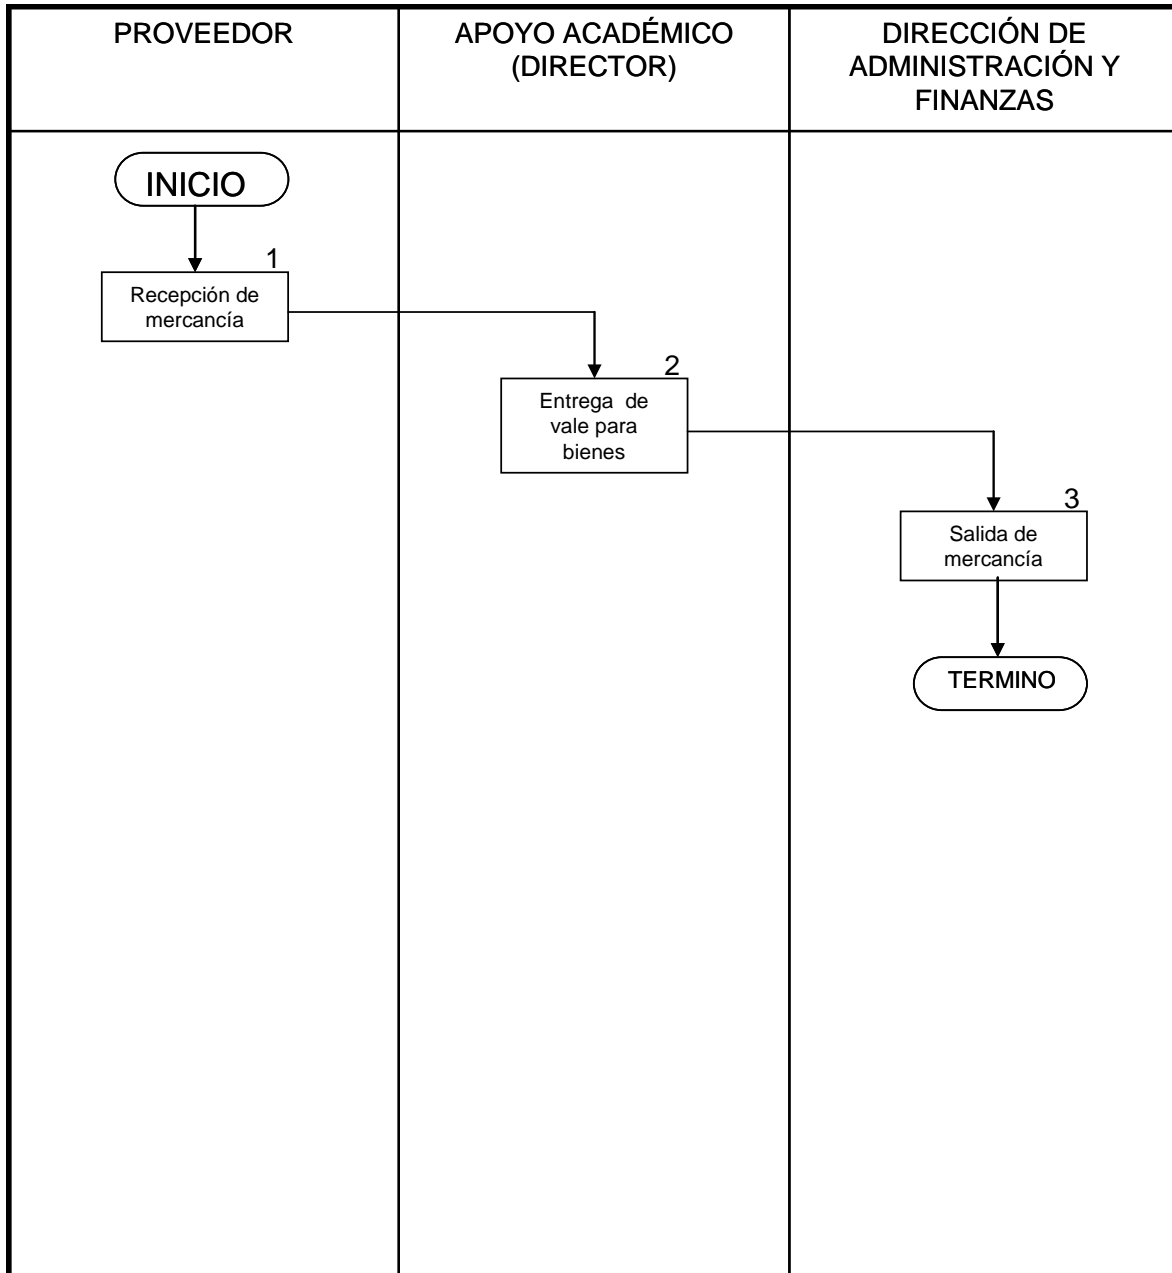 PROVEEDOR
APOYO ACADÉMICO
(DIRECTOR)
DIRECCIÓN DE
ADMINISTRACIÓN Y
FINANZAS
INICIO
1
Recepción de
mercancía
2
Entrega de
vale para
bienes
3
Salida de
mercancía
TERMINO